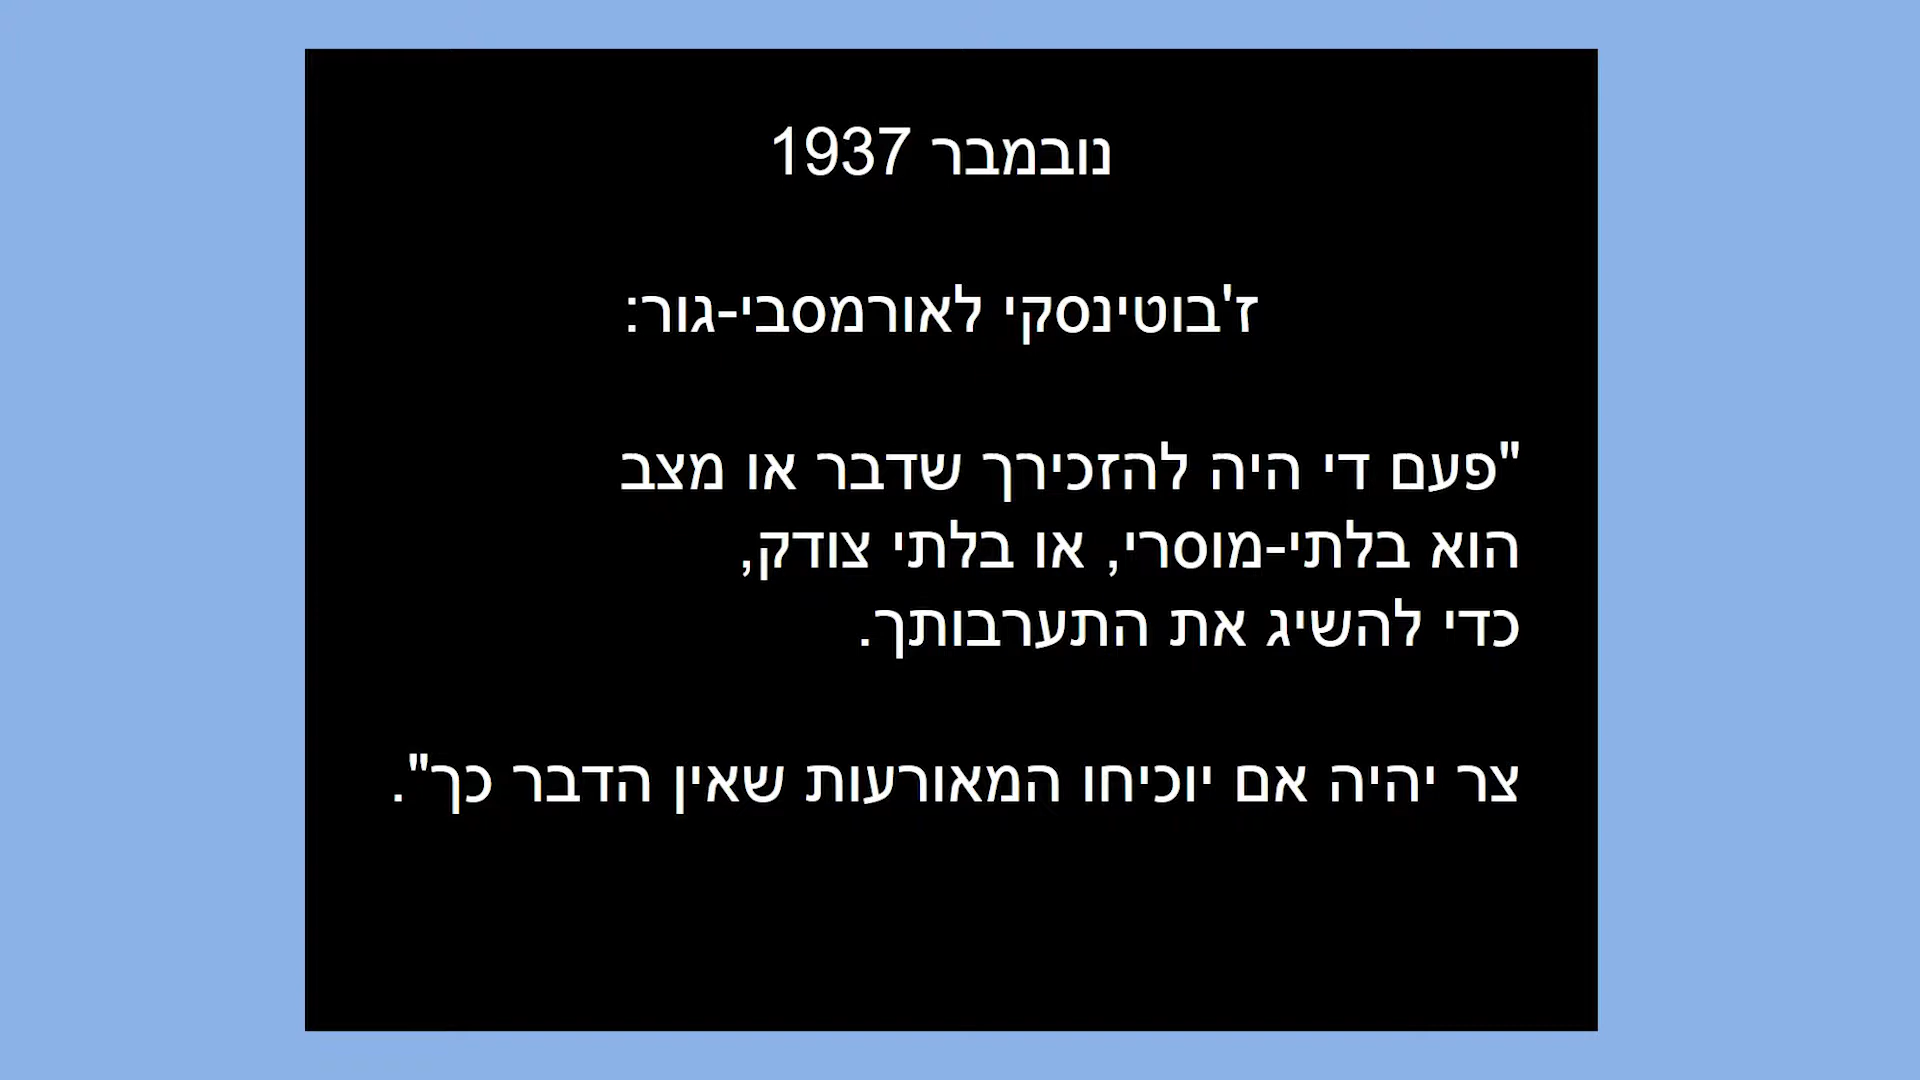 נובמבר 1937
ז'בוטינסקי לאורמסבי-גור:
"פעם די היה להזכירך שדבר או מצב
הוא בלתי-מוסרי, או בלתי צודק,
כדי להשיג את התערבותך.
צר יהיה אם יוכיחו המאורעות שאין הדבר כך".